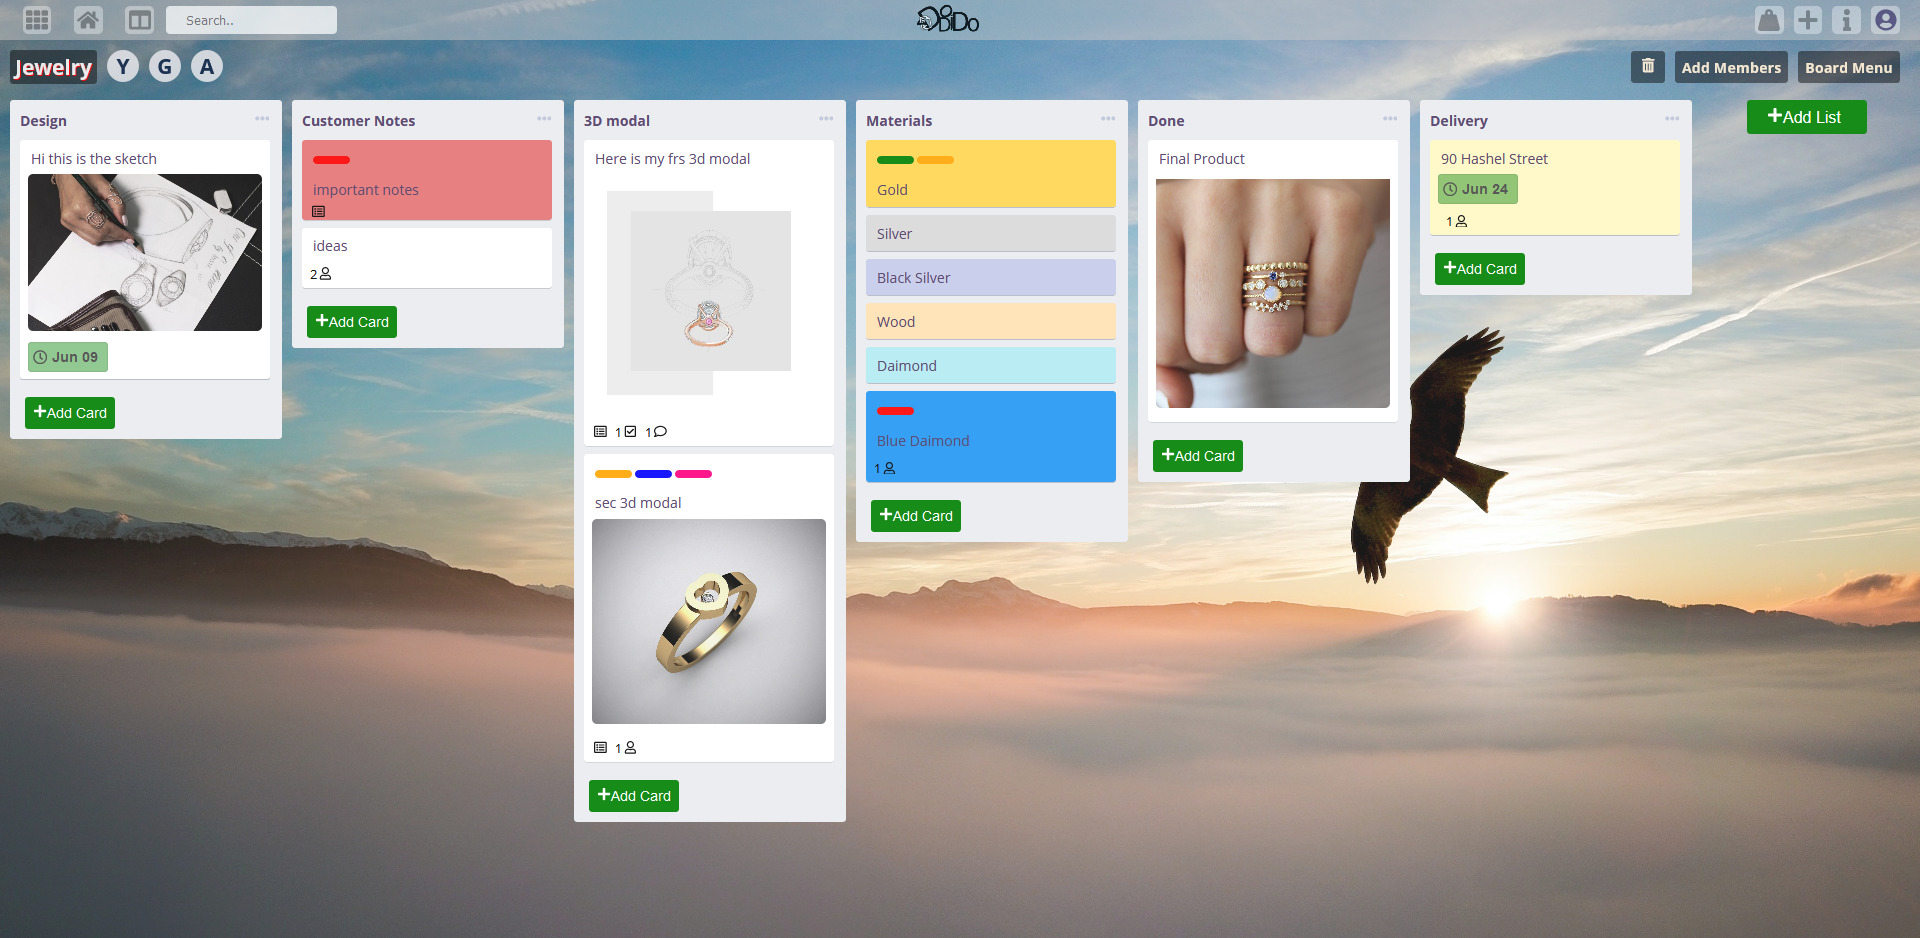 Search..
BiDo
Jewelry
Y
G
A
Add Members
Board Menu
Design
Hi this is the sketch
Jun 09
Add Card
Customer Notes
important notes
ideas
2
Add Card
3D modal
Here is my frs 3d modal
1 1
sec 3d modal
1
Add Card
Materials
Gold
Silver
Black Silver
Wood
Daimond
Blue Daimond
1
Add Card
Done
Final Product
Add Card
Delivery
90 Hashel Street
Jun 24
1
Add Card
Add List